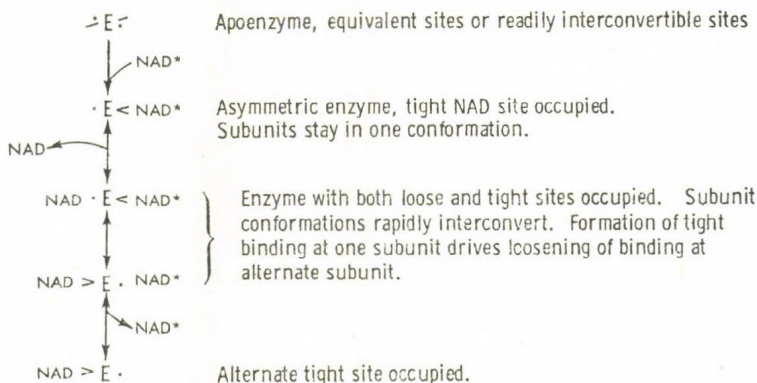 ∸E∹ Apoenzyme, equivalent sites or readily interconvertible sites
NAD*
· E < NAD* Asymmetric enzyme, tight NAD site occupied.
Subunits stay in one conformation.
NAD
NAD · E < NAD* Enzyme with both loose and tight sites occupied. Subunit
conformations rapidly interconvert. Formation of tight
binding at one subunit drives loosening of binding at
alternate subunit.
NAD > E . NAD*
NAD*
NAD > E · Alternate tight site occupied.